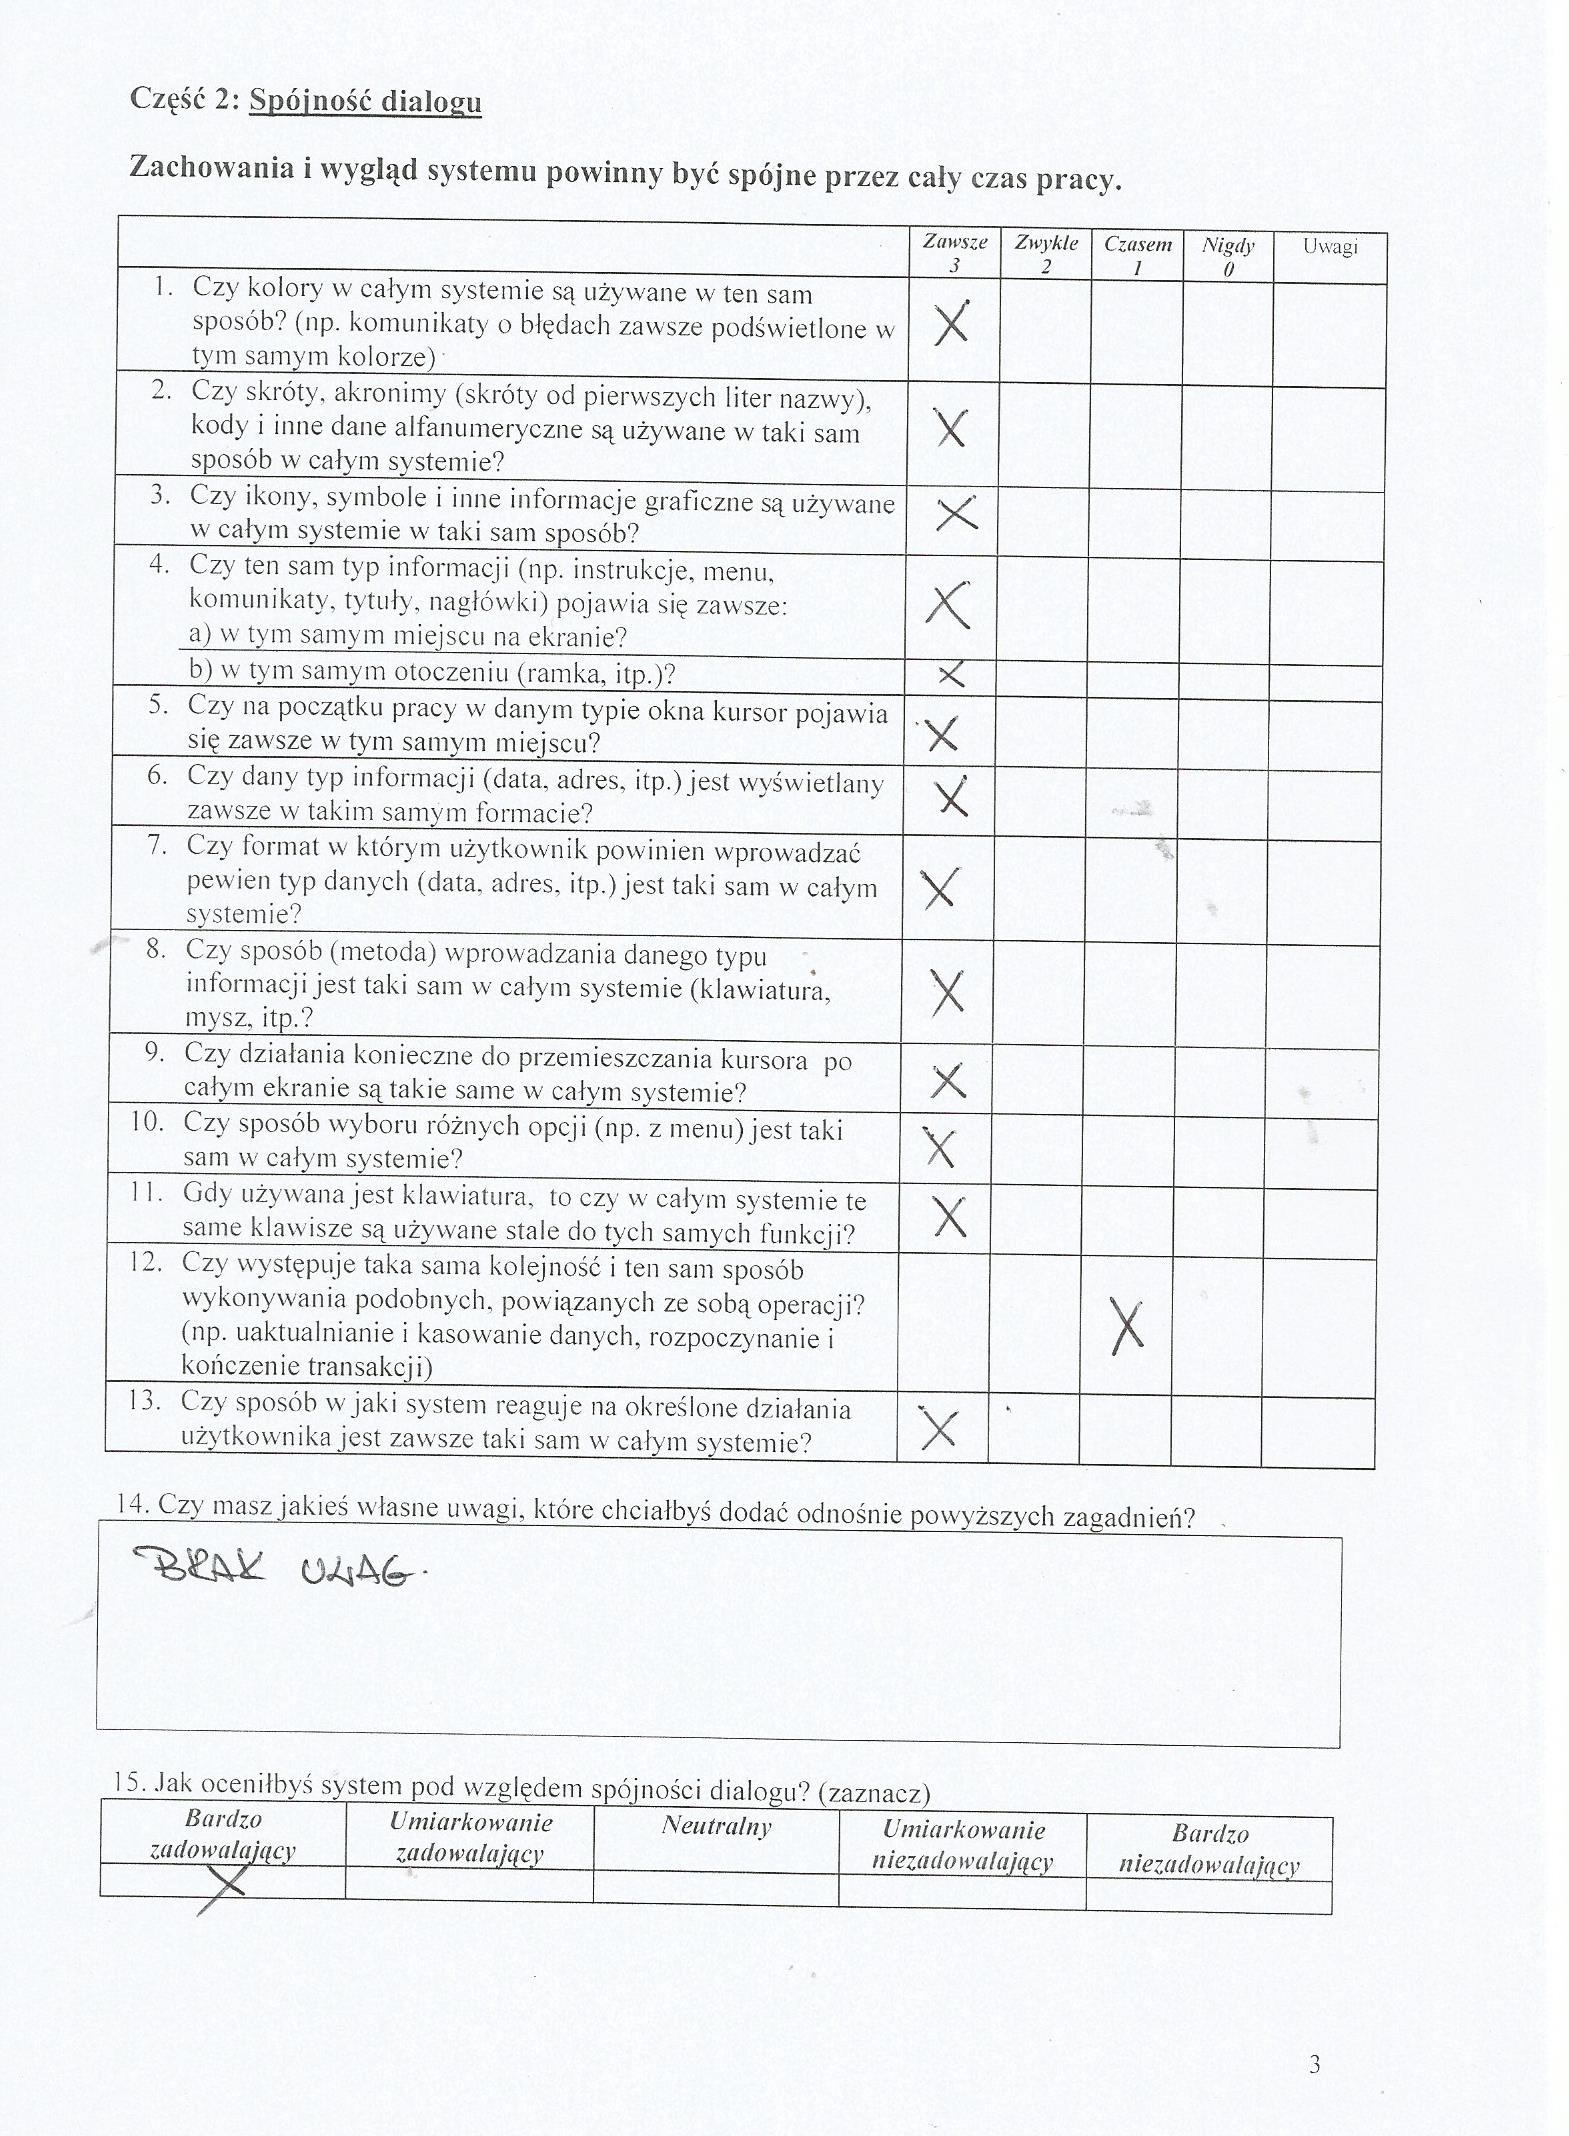 Część 2: Spójność dialogu
Zachowania i wygląd systemu powinny być spójne przez cały czas pracy.
Zawsze Zwykle Czasem Nigdy Uwagi
3 2 1 0
1. Czy kolory w całym systemie są używane w ten sam
sposób? (np. komunikaty o błędach zawsze podświetlone w
tym samym kolorze)
X
2. Czy skróty, akronimy (skróty od pierwszych liter nazwy),
kody i inne dane alfanumeryczne są używane w taki sam
sposób w całym systemie?
X
3. Czy ikony, symbole i inne informacje graficzne są używane
w całym systemie w taki sam sposób?
X
4. Czy ten sam typ informacji (np. instrukcje, menu,
komunikaty, tytuły, nagłówki) pojawia się zawsze:
a) w tym samym miejscu na ekranie?
X
b) w tym samym otoczeniu (ramka, itp.)?
X
5. Czy na początku pracy w danym typie okna kursor pojawia
się zawsze w tym samym miejscu?
X
6. Czy dany typ informacji (data, adres, itp.) jest wyświetlany
zawsze w takim samym formacie?
X
7. Czy format w którym użytkownik powinien wprowadzać
pewien typ danych (data, adres, itp.) jest taki sam w całym
systemie?
X
8. Czy sposób (metoda) wprowadzania danego typu
informacji jest taki sam w całym systemie (klawiatura,
mysz, itp.?
X
9. Czy działania konieczne do przemieszczania kursora po
całym ekranie są takie same w całym systemie?
X
10. Czy sposób wyboru różnych opcji (np. z menu) jest taki
sam w całym systemie?
X
11. Gdy używana jest klawiatura, to czy w całym systemie te
same klawisze są używane stale do tych samych funkcji?
X
12. Czy występuje taka sama kolejność i ten sam sposób
wykonywania podobnych, powiązanych ze sobą operacji?
(np. uaktualnianie i kasowanie danych, rozpoczynanie i
kończenie transakcji)
X
13. Czy sposób w jaki system reaguje na określone działania
użytkownika jest zawsze taki sam w całym systemie?
X
14. Czy masz jakieś własne uwagi, które chciałbyś dodać odnośnie powyższych zagadnień?
BRAK UWAG.
15. Jak oceniłbyś system pod względem spójności dialogu? (zaznacz)
Bardzo Umiarkowanie Neutralny Umiarkowanie Bardzo
zadowalający zadowalający niezadowalający niezadowalający
X
3